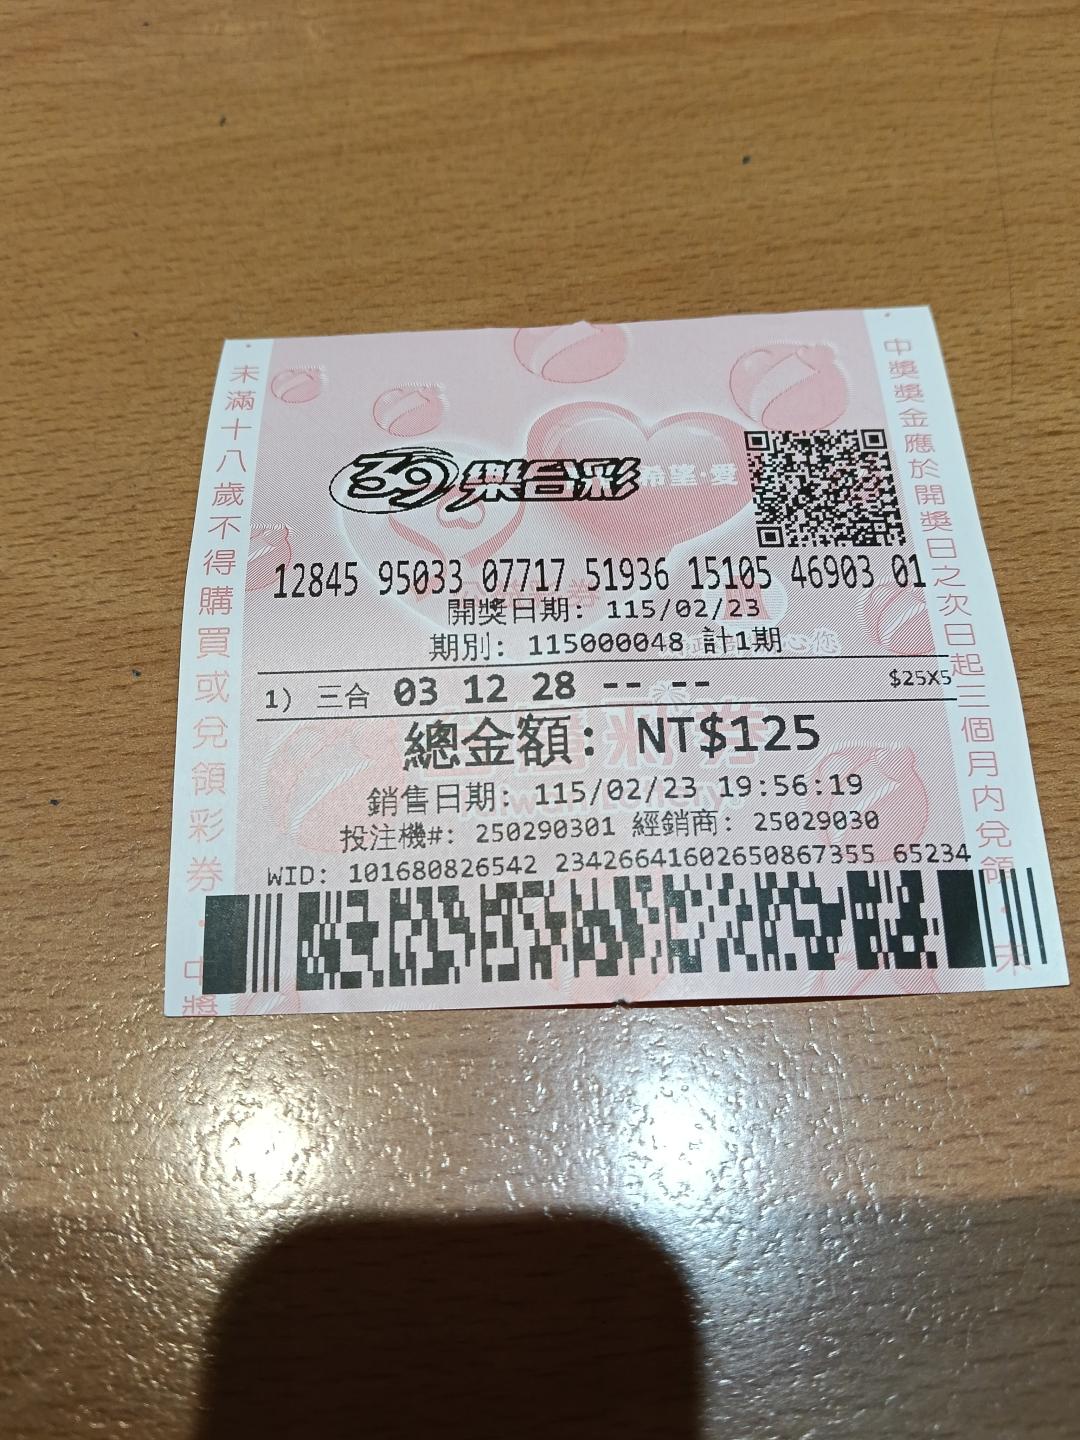 39樂合彩
希望·愛
12845 95033 07717 51936 15105 46903 01
開獎日期: 115/02/23
期別: 115000048 計1期
1) 三合 03 12 28 -- -- $25X5
總金額: NT$125
銷售日期: 115/02/23 19:56:19
投注機#: 250290301 經銷商: 25029030
WID: 101680826542 23426641602650867355 65234
未滿十八歲不得購買或兌領彩券・中獎
中獎獎金應於開獎日之次日起三個月內兌領・未